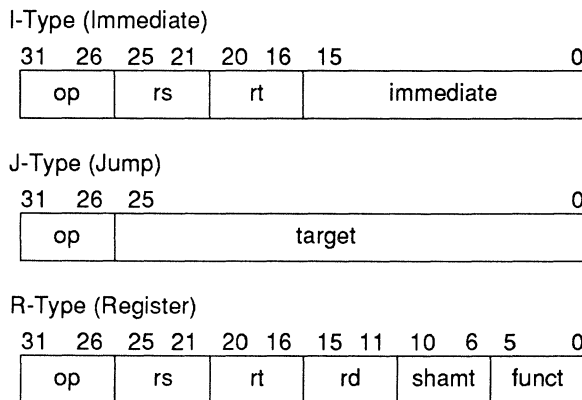 I-Type (Immediate)
31 26 25 21 20 16 15 0
op rs rt immediate
J-Type (Jump)
31 26 25 0
op target
R-Type (Register)
31 26 25 21 20 16 15 11 10 6 5 0
op rs rt rd shamt funct